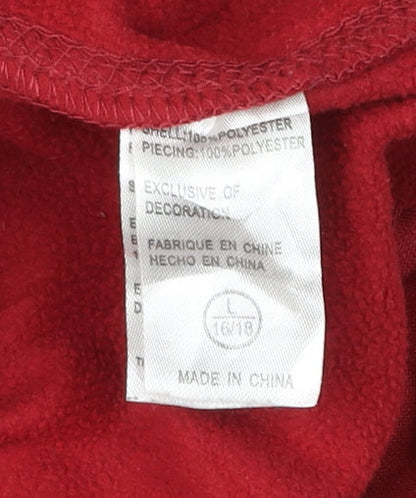 SHELL:100%POLYESTER
PIECING:100%POLYESTER
EXCLUSIVE OF
DECORATION
FABRIQUE EN CHINE
HECHO EN CHINA
L
16/18
MADE IN CHINA